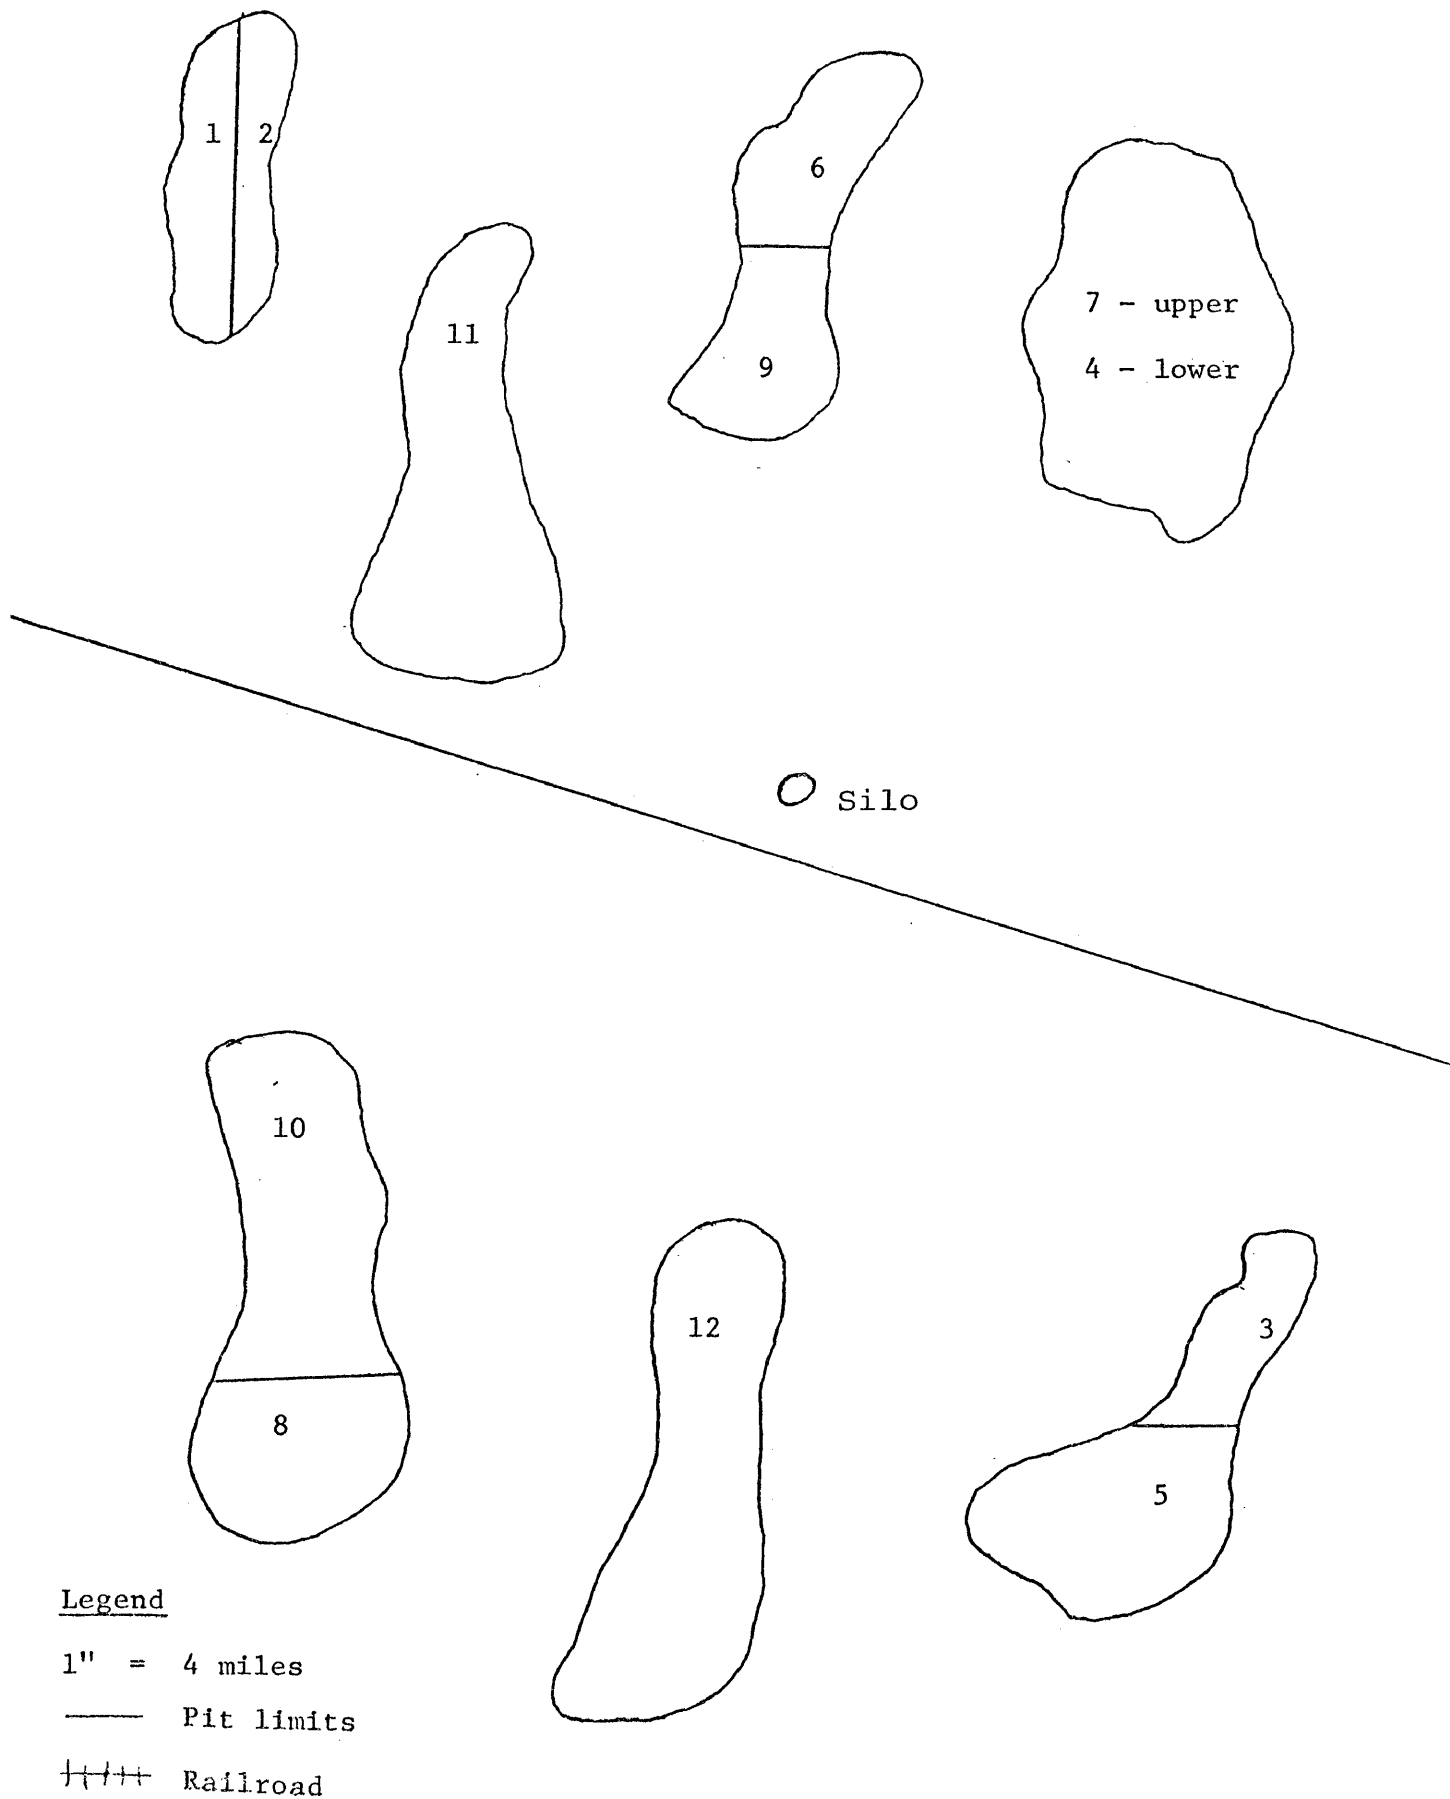 1
2
6
7 - upper
11
9
4 - lower
Silo
10
12
3
8
5
Legend
1" = 4 miles
Pit limits
Railroad